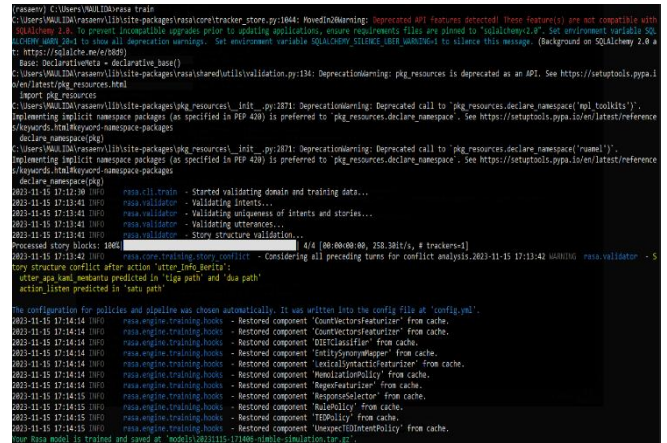 (rasaenv) C:\Users\MAULIDA>rasa train
C:\Users\MAULIDA\rasaenv\lib\site-packages\rasa\core\tracker_store.py:1044: MovedIn20Warning: Deprecated API features detected! These feature(s) are not compatible with
SQLAlchemy 2.0. To prevent incompatible upgrades prior to updating applications, ensure requirements files are pinned to "sqlalchemy<2.0". Set environment variable SQL
ALCHEMY_WARN_20=1 to show all deprecation warnings.  Set environment variable SQLALCHEMY_SILENCE_UBER_WARNING=1 to silence this message. (Background on SQLAlchemy 2.0 a
t: https://sqlalche.me/e/b8d9)
Base: DeclarativeMeta = declarative_base()
C:\Users\MAULIDA\rasaenv\lib\site-packages\rasa\shared\utils\validation.py:134: DeprecationWarning: pkg_resources is deprecated as an API. See https://setuptools.pypa.i
o/en/latest/pkg_resources.html
import pkg_resources
C:\Users\MAULIDA\rasaenv\lib\site-packages\pkg_resources\__init__.py:2871: DeprecationWarning: Deprecated call to `pkg_resources.declare_namespace('mpl_toolkits')`.
Implementing implicit namespace packages (as specified in PEP 420) is preferred to `pkg_resources.declare_namespace`. See https://setuptools.pypa.io/en/latest/reference
s/keywords.html#keyword-namespace-packages
declare_namespace(pkg)
C:\Users\MAULIDA\rasaenv\lib\site-packages\pkg_resources\__init__.py:2871: DeprecationWarning: Deprecated call to `pkg_resources.declare_namespace('ruamel')`.
Implementing implicit namespace packages (as specified in PEP 420) is preferred to `pkg_resources.declare_namespace`. See https://setuptools.pypa.io/en/latest/reference
s/keywords.html#keyword-namespace-packages
declare_namespace(pkg)
2023-11-15 17:12:30 INFO rasa.cli.train - Started validating domain and training data...
2023-11-15 17:13:41 INFO rasa.validator - Validating intents...
2023-11-15 17:13:41 INFO rasa.validator - Validating uniqueness of intents and stories...
2023-11-15 17:13:41 INFO rasa.validator - Validating utterances...
2023-11-15 17:13:41 INFO rasa.validator - Story structure validation...
Processed story blocks: 100%| | 4/4 [00:00<00:00, 258.30it/s, # trackers=1]
2023-11-15 17:13:42 INFO rasa.core.training.story_conflict - Considering all preceding turns for conflict analysis.2023-11-15 17:13:42 WARNING rasa.validator - S
tory structure conflict after action 'utter_Info_Berita':
utter_apa_kami_membantu predicted in 'tiga path' and 'dua path'
action_listen predicted in 'satu path'
The configuration for policies and pipeline was chosen automatically. It was written into the config file at 'config.yml'.
2023-11-15 17:14:14 INFO rasa.engine.training.hooks - Restored component 'CountVectorsFeaturizer' from cache.
2023-11-15 17:14:14 INFO rasa.engine.training.hooks - Restored component 'CountVectorsFeaturizer' from cache.
2023-11-15 17:14:14 INFO rasa.engine.training.hooks - Restored component 'DIETClassifier' from cache.
2023-11-15 17:14:14 INFO rasa.engine.training.hooks - Restored component 'EntitySynonymMapper' from cache.
2023-11-15 17:14:14 INFO rasa.engine.training.hooks - Restored component 'LexicalSyntacticFeaturizer' from cache.
2023-11-15 17:14:14 INFO rasa.engine.training.hooks - Restored component 'MemoizationPolicy' from cache.
2023-11-15 17:14:14 INFO rasa.engine.training.hooks - Restored component 'RegexFeaturizer' from cache.
2023-11-15 17:14:15 INFO rasa.engine.training.hooks - Restored component 'ResponseSelector' from cache.
2023-11-15 17:14:15 INFO rasa.engine.training.hooks - Restored component 'RulePolicy' from cache.
2023-11-15 17:14:15 INFO rasa.engine.training.hooks - Restored component 'TEDPolicy' from cache.
2023-11-15 17:14:15 INFO rasa.engine.training.hooks - Restored component 'UnexpecTEDIntentPolicy' from cache.
Your Rasa model is trained and saved at 'models\20231115-171406-nimble-simulation.tar.gz'.